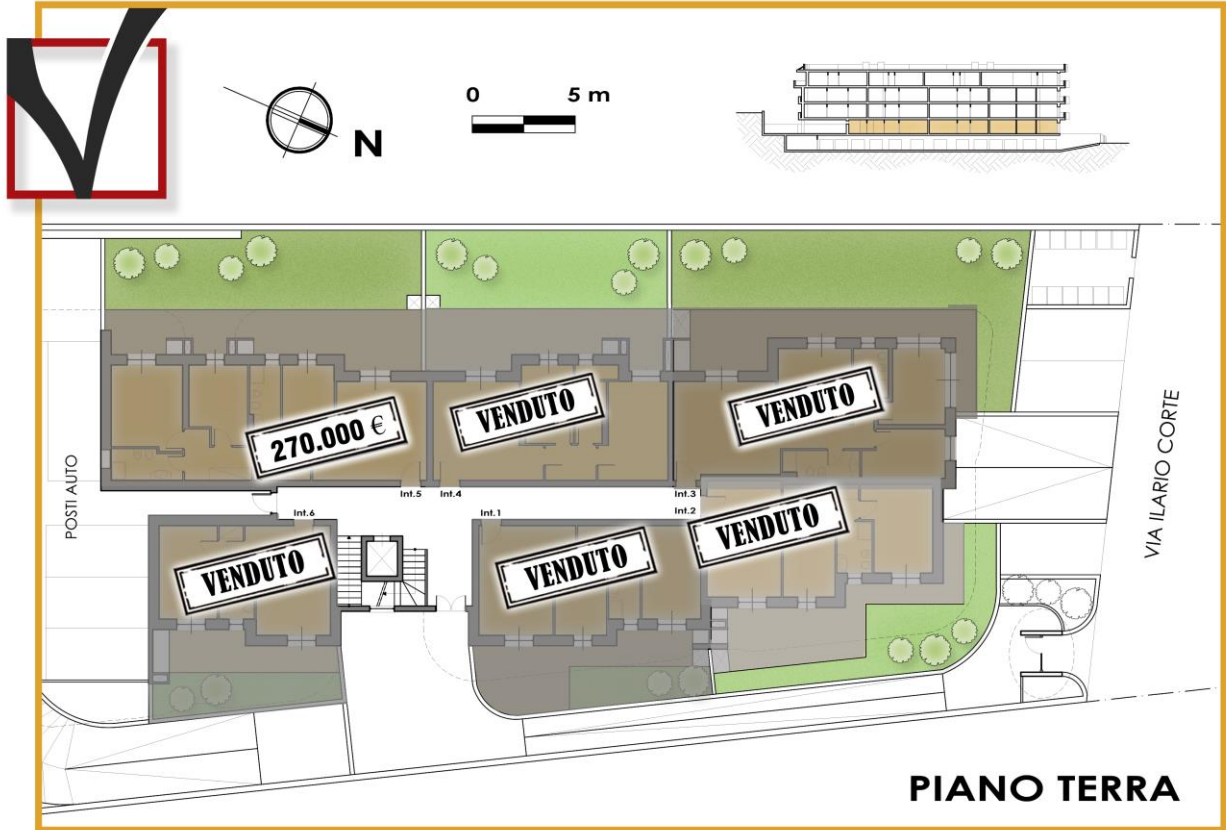 0 5 m
N
POSTI AUTO
270.000 €
VENDUTO
VENDUTO
Int.5
Int.4
Int.3
Int.6
Int.1
Int.2
VENDUTO
VENDUTO
VENDUTO
VIA ILARIO CORTE
PIANO TERRA